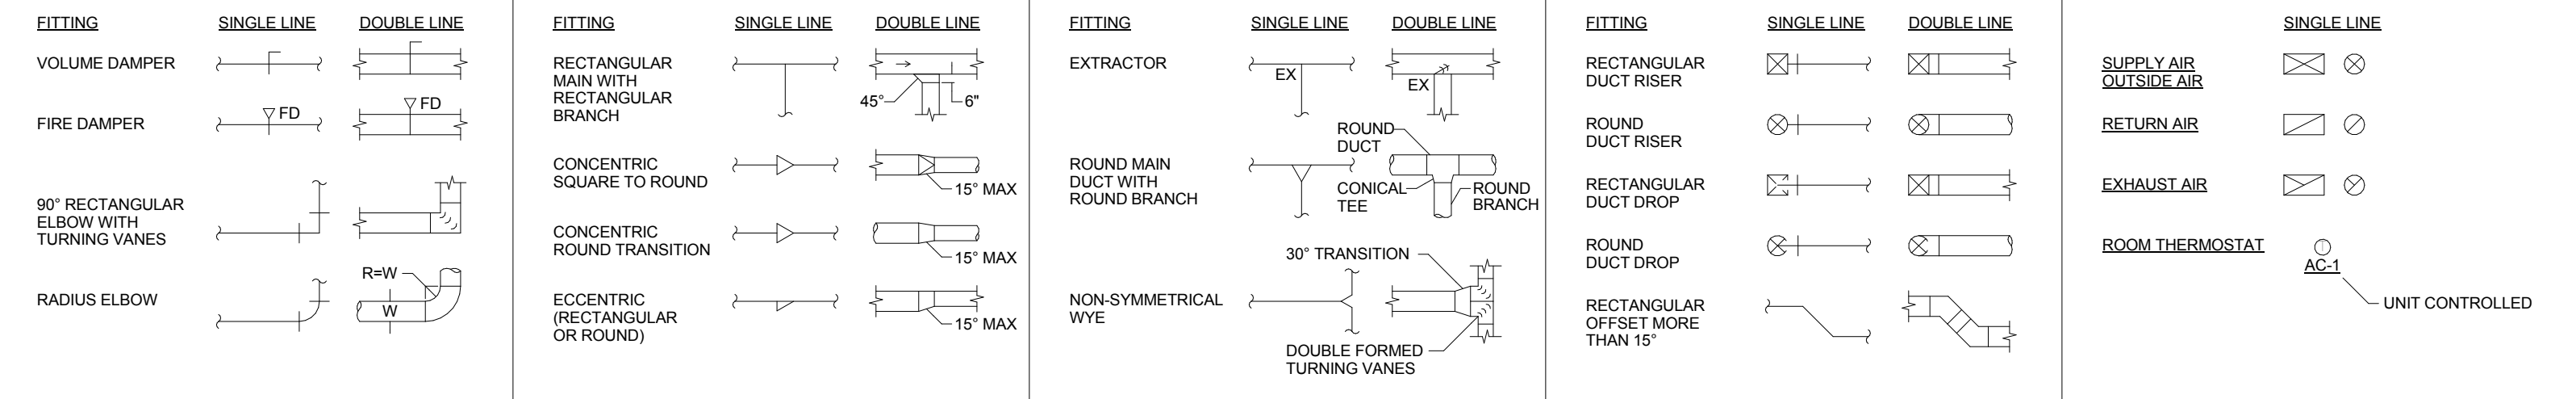 FITTING SINGLE LINE DOUBLE LINE
VOLUME DAMPER
FIRE DAMPER
FD
FD
90° RECTANGULAR
ELBOW WITH
TURNING VANES
RADIUS ELBOW
R=W
W
FITTING SINGLE LINE DOUBLE LINE
RECTANGULAR
MAIN WITH
RECTANGULAR
BRANCH
45°
6"
CONCENTRIC
SQUARE TO ROUND
15° MAX
CONCENTRIC
ROUND TRANSITION
15° MAX
ECCENTRIC
(RECTANGULAR
OR ROUND)
15° MAX
FITTING SINGLE LINE DOUBLE LINE
EXTRACTOR
EX
EX
ROUND MAIN
DUCT WITH
ROUND BRANCH
ROUND
DUCT
CONICAL
TEE
ROUND
BRANCH
NON-SYMMETRICAL
WYE
30° TRANSITION
DOUBLE FORMED
TURNING VANES
FITTING SINGLE LINE DOUBLE LINE
RECTANGULAR
DUCT RISER
ROUND
DUCT RISER
RECTANGULAR
DUCT DROP
ROUND
DUCT DROP
RECTANGULAR
OFFSET MORE
THAN 15°
SINGLE LINE
SUPPLY AIR
OUTSIDE AIR
RETURN AIR
EXHAUST AIR
ROOM THERMOSTAT
T
AC-1
UNIT CONTROLLED